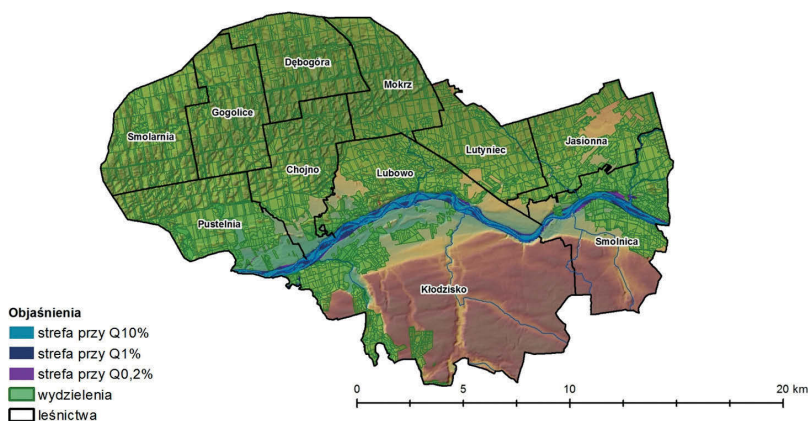 Dębogóra
Mokrz
Gogolice
Smolarnia
Jasionna
Lutyniec
Chojno
Lubowo
Pustelnia
Smolnica
Kłodzisko
Objaśnienia
strefa przy Q10%
strefa przy Q1%
strefa przy Q0,2%
wydzielenia
leśnictwa
0 5 10 20 km